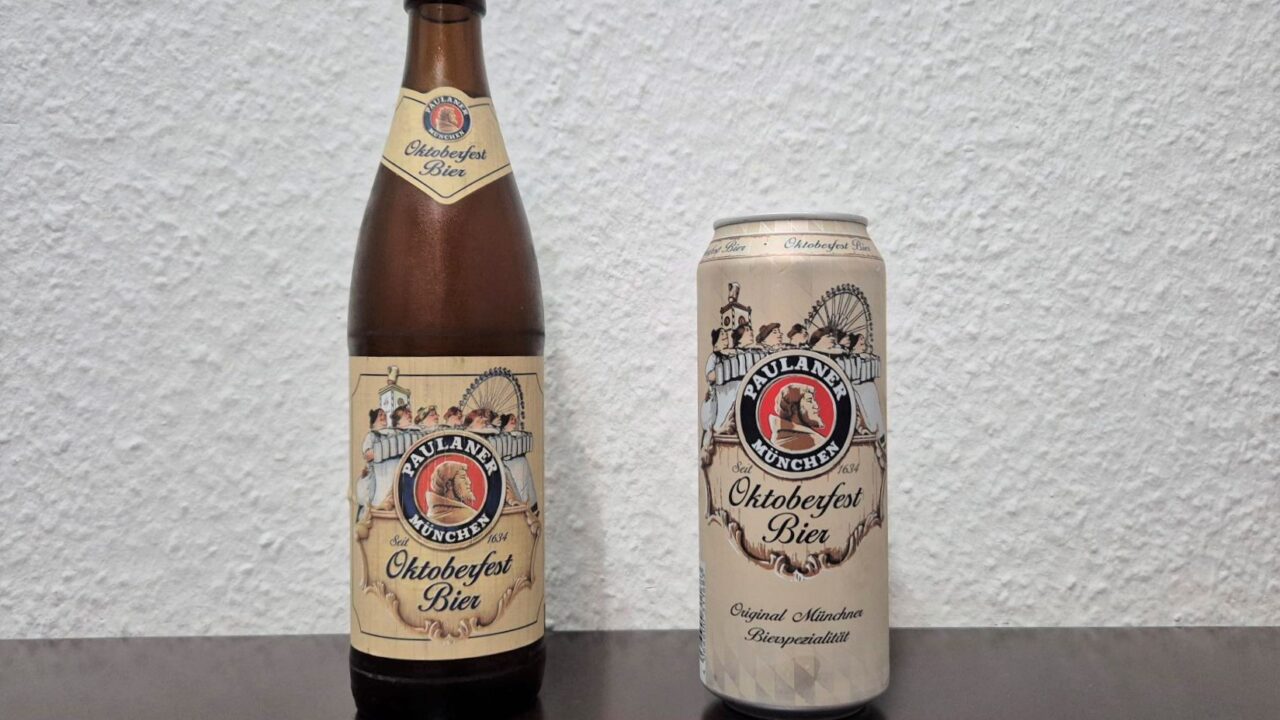 PAULANER
MÜNCHEN
Oktoberfest
Bier
PAULANER
MÜNCHEN
Seit 1634
Oktoberfest
Bier
Bier · Oktoberfest Bier
PAULANER
MÜNCHEN
Seit 1634
Oktoberfest
Bier
Original Münchner
Bierspezialität